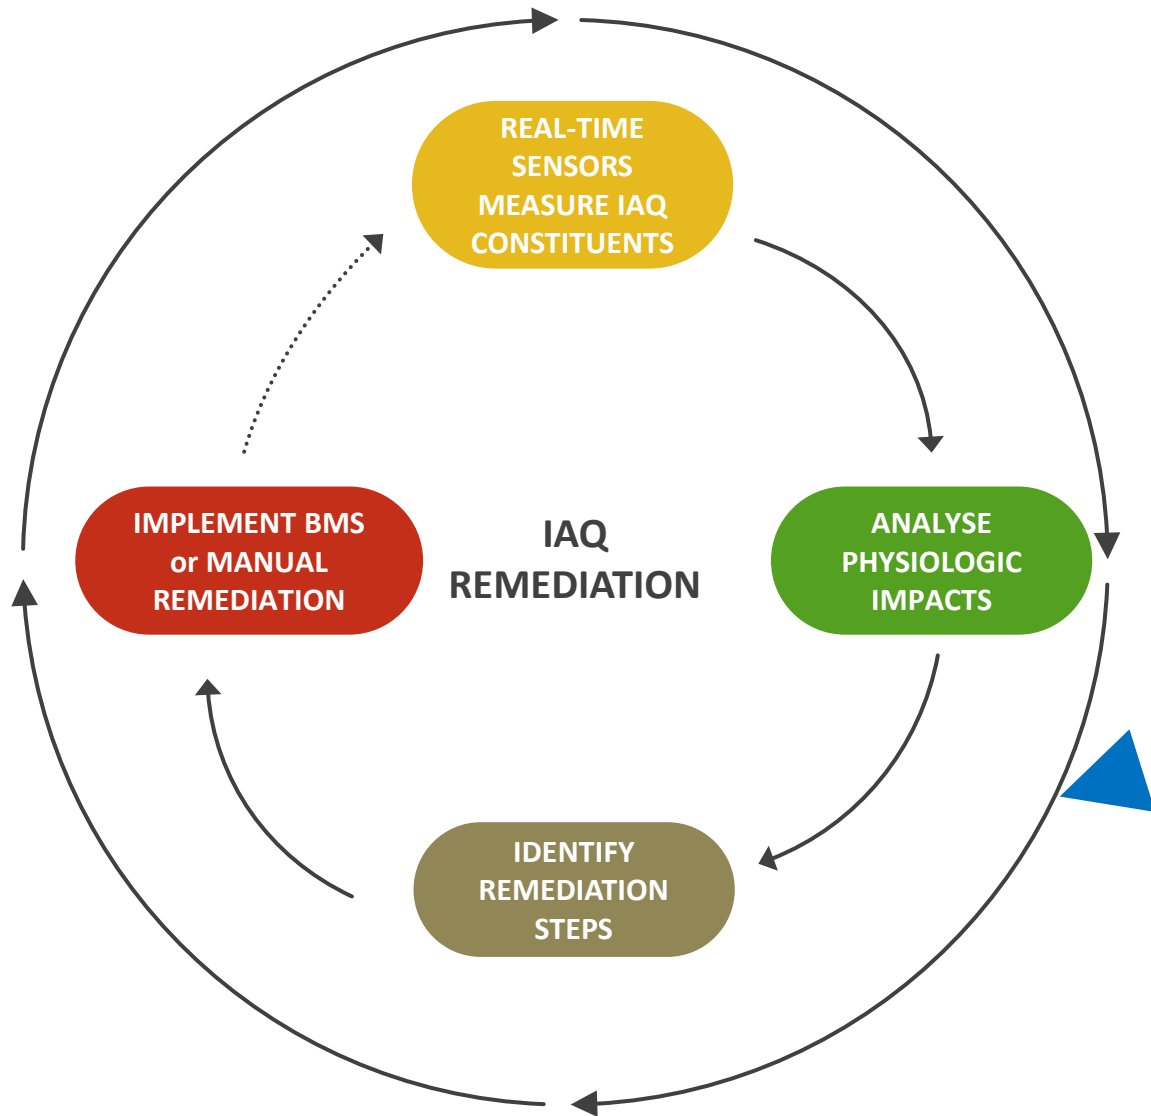 REAL-TIME
SENSORS
MEASURE IAQ
CONSTITUENTS
IMPLEMENT BMS
or MANUAL
REMEDIATION
IAQ
REMEDIATION
ANALYSE
PHYSIOLOGIC
IMPACTS
IDENTIFY
REMEDIATION
STEPS